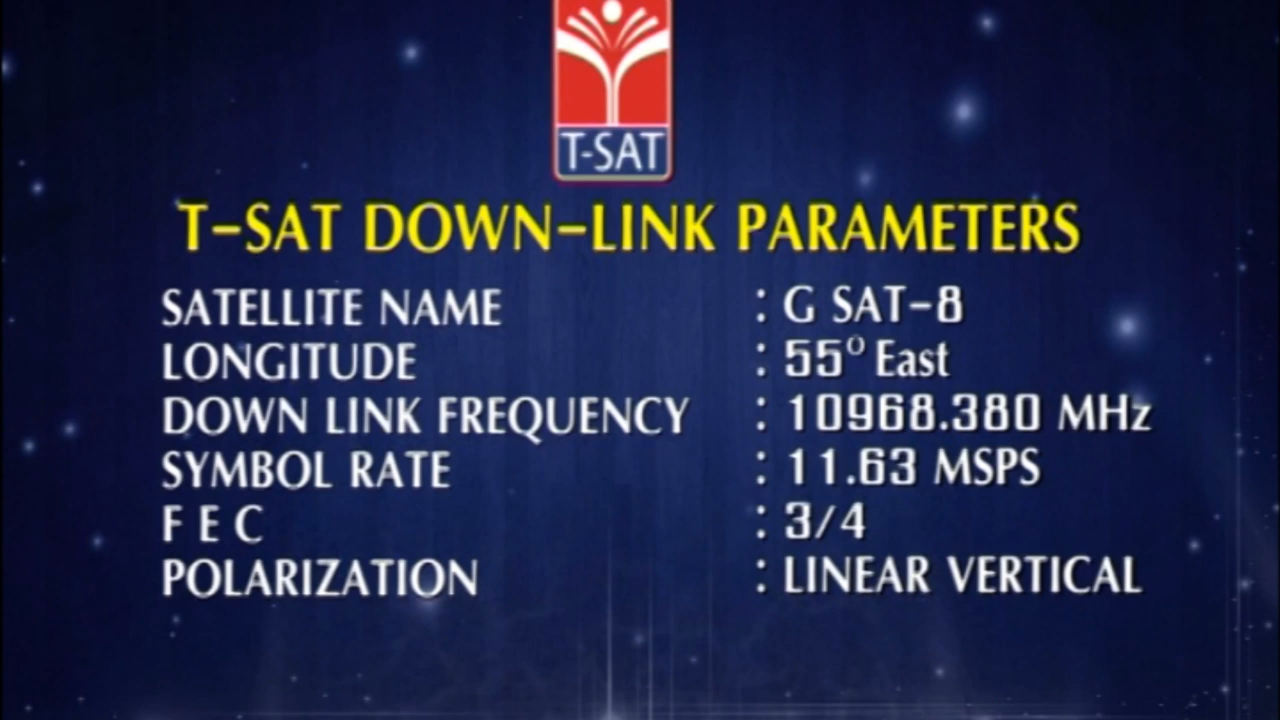 T-SAT
T-SAT DOWN-LINK PARAMETERS
SATELLITE NAME : G SAT-8
LONGITUDE : 55º East
DOWN LINK FREQUENCY : 10968.380 MHz
SYMBOL RATE : 11.63 MSPS
F E C : 3/4
POLARIZATION : LINEAR VERTICAL